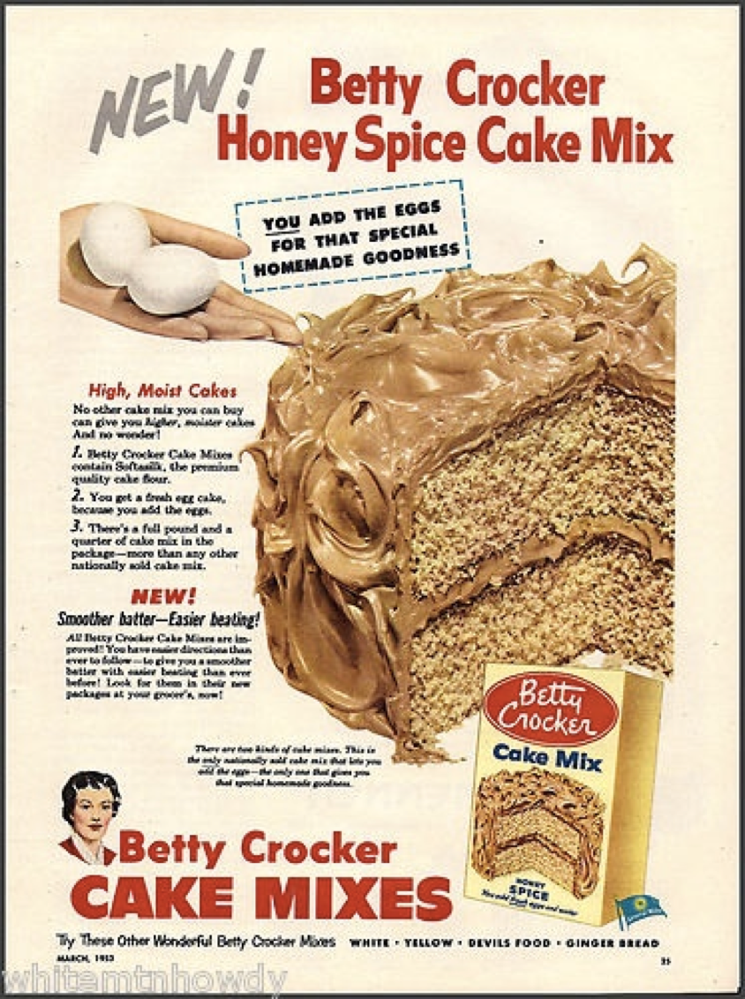 NEW!
Betty Crocker
Honey Spice Cake Mix
YOU ADD THE EGGS
FOR THAT SPECIAL
HOMEMADE GOODNESS
High, Moist Cakes
No other cake mix you can buy
can give you higher, moister cakes
And no wonder!
1. Betty Crocker Cake Mixes
contain Softasilk, the premium
quality cake flour.
2. You get a fresh egg cake,
because you add the eggs.
3. There's a full pound and a
quarter of cake mix in the
package—more than any other
nationally sold cake mix.
NEW!
Smoother batter—Easier beating!
All Betty Crocker Cake Mixes are im-
proved! You have easier directions than
ever to follow—to give you a smoother
batter with easier beating than ever
before! Look for them in their new
packages at your grocer's, now!
There are two kinds of cake mixes. This is
the only nationally sold cake mix that lets you
add the eggs—the only one that gives you
that special homemade goodness.
Betty
Crocker
Cake Mix
HONEY
SPICE
You add fresh eggs and water
Betty Crocker
CAKE MIXES
Try These Other Wonderful Betty Crocker Mixes WHITE • YELLOW • DEVILS FOOD • GINGER BREAD
MARCH, 1953
25
whitemtnhowdy